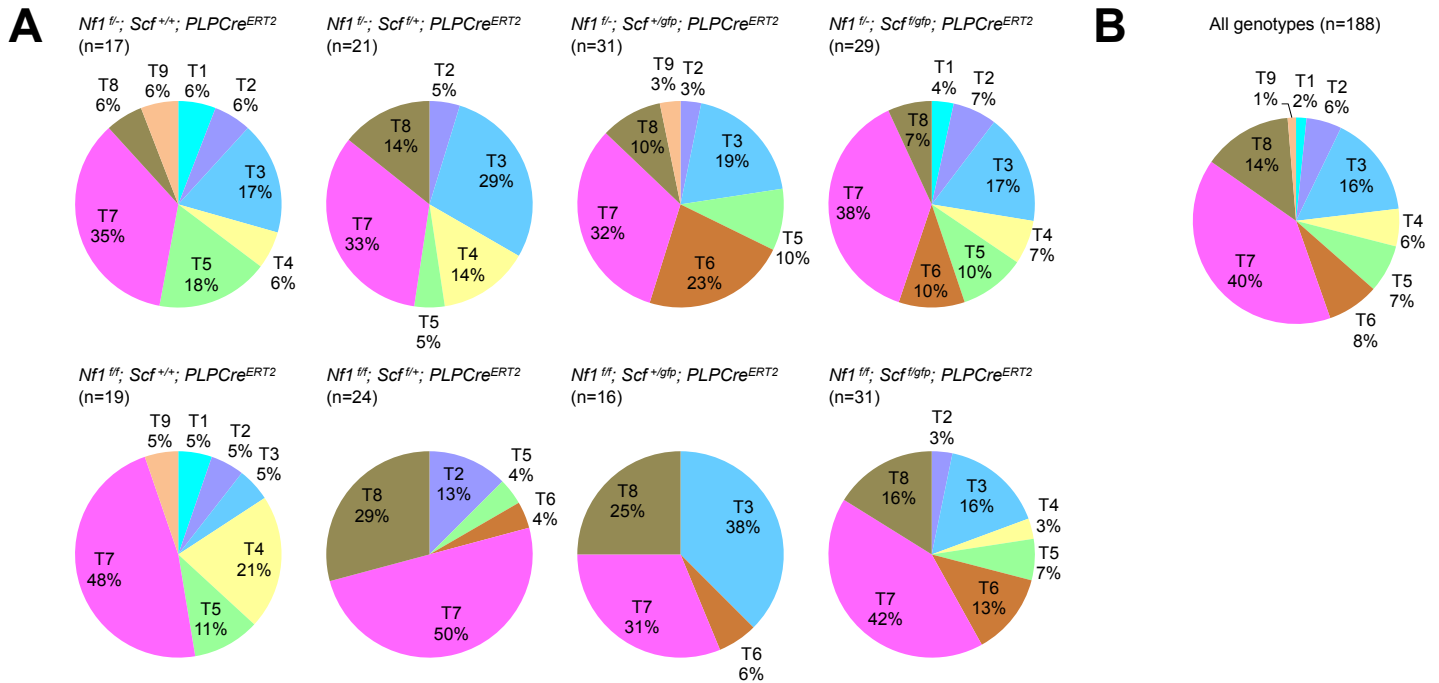 A
Nf1 f/-; Scf +/+; PLPCreERT2
(n=17)
T1
6%
T2
6%
T3
17%
T4
6%
T5
18%
T7
35%
T8
6%
T9
6%
Nf1 f/-; Scf f/+; PLPCreERT2
(n=21)
T2
5%
T3
29%
T4
14%
T5
5%
T7
33%
T8
14%
Nf1 f/-; Scf +/gfp; PLPCreERT2
(n=31)
T2
3%
T3
19%
T5
10%
T6
23%
T7
32%
T8
10%
T9
3%
Nf1 f/-; Scf f/gfp; PLPCreERT2
(n=29)
T1
4%
T2
7%
T3
17%
T4
7%
T5
10%
T6
10%
T7
38%
T8
7%
Nf1 f/f; Scf +/+; PLPCreERT2
(n=19)
T1
5%
T2
5%
T3
5%
T4
21%
T5
11%
T7
48%
T9
5%
Nf1 f/f; Scf f/+; PLPCreERT2
(n=24)
T2
13%
T5
4%
T6
4%
T7
50%
T8
29%
Nf1 f/f; Scf +/gfp; PLPCreERT2
(n=16)
T3
38%
T6
6%
T7
31%
T8
25%
Nf1 f/f; Scf f/gfp; PLPCreERT2
(n=31)
T2
3%
T3
16%
T4
3%
T5
7%
T6
13%
T7
42%
T8
16%
B
All genotypes (n=188)
T1
2%
T2
6%
T3
16%
T4
6%
T5
7%
T6
8%
T7
40%
T8
14%
T9
1%